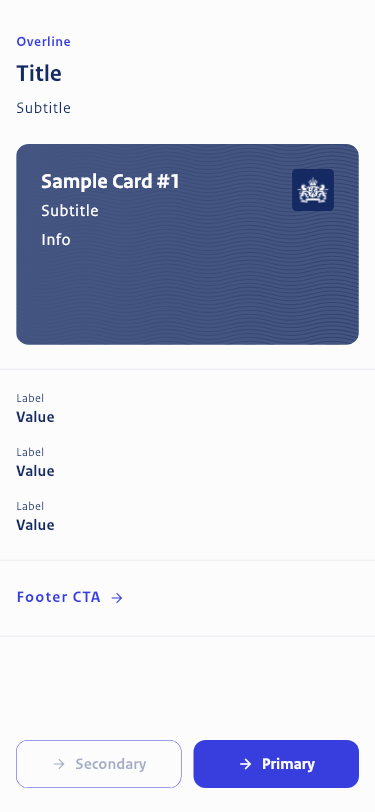 Overline
Title
Subtitle
Sample Card #1
Subtitle
Info
Label
Value
Label
Value
Label
Value
Footer CTA
Secondary
Primary